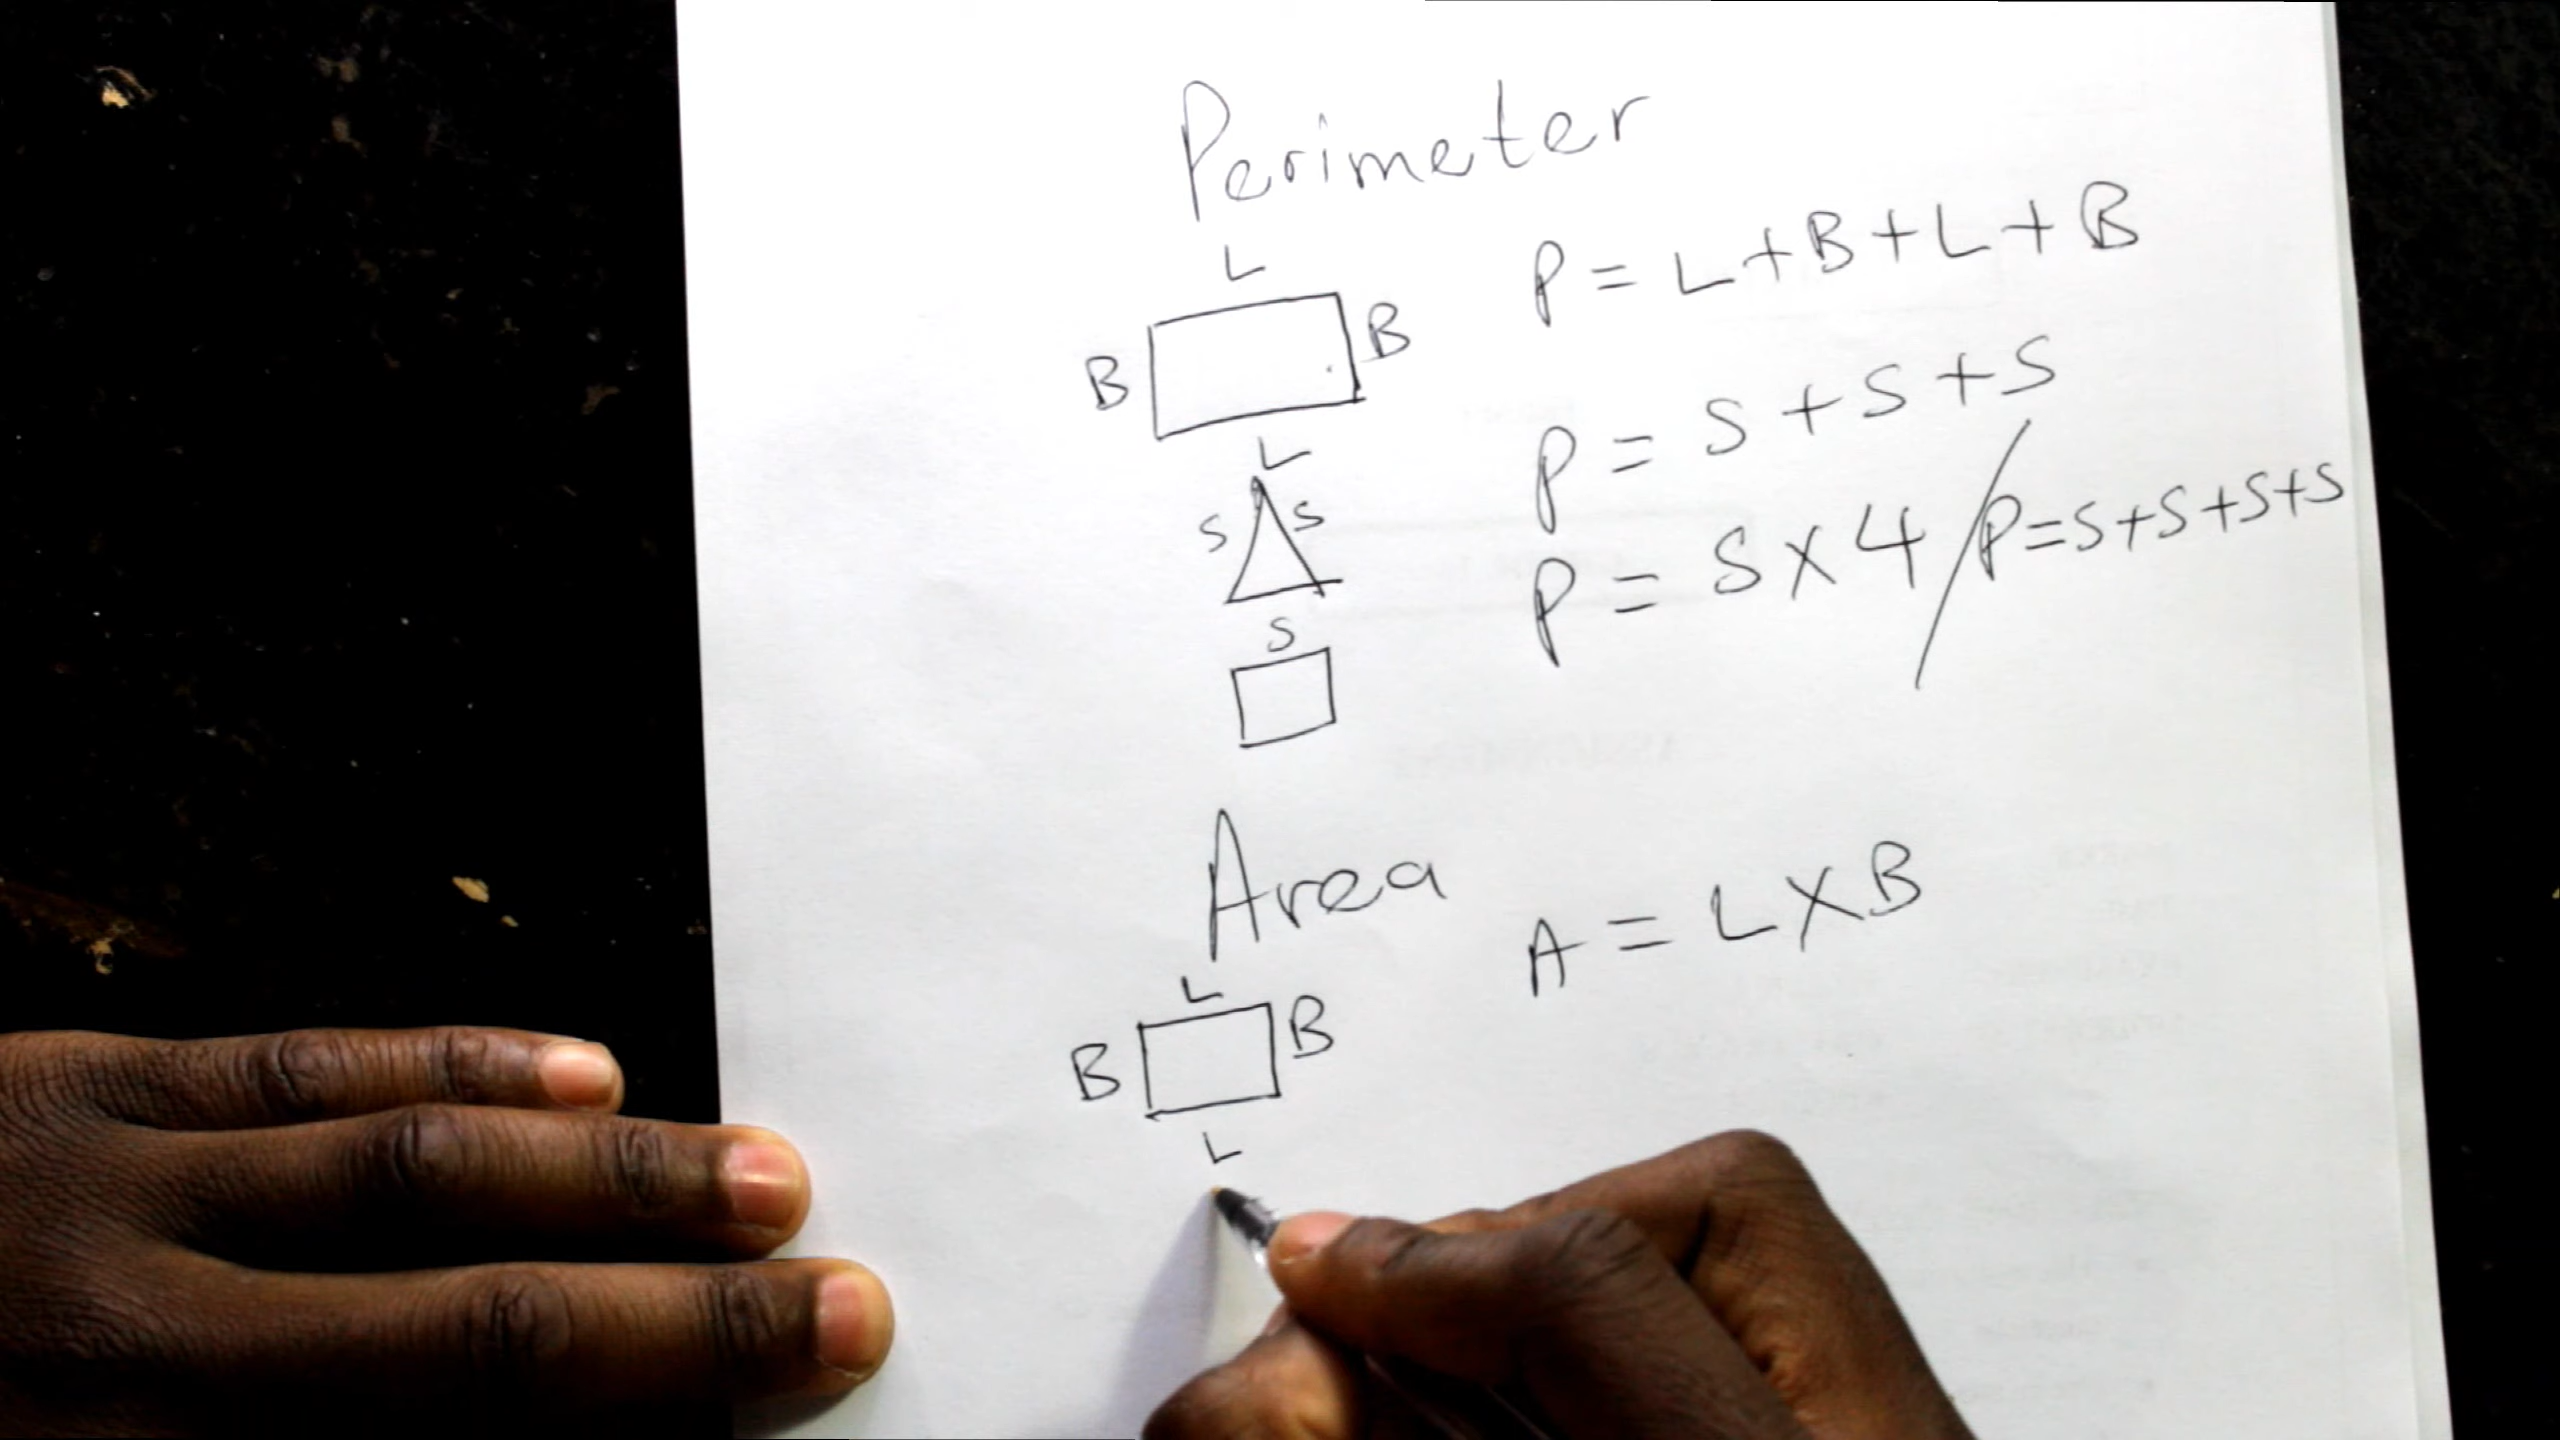 Perimeter
L
P = L+B+L+B
B
B
L
P = S + S + S
S
S
P = S x 4 / P=S+S+S+S
S
Area
A = L X B
L
B
B
L